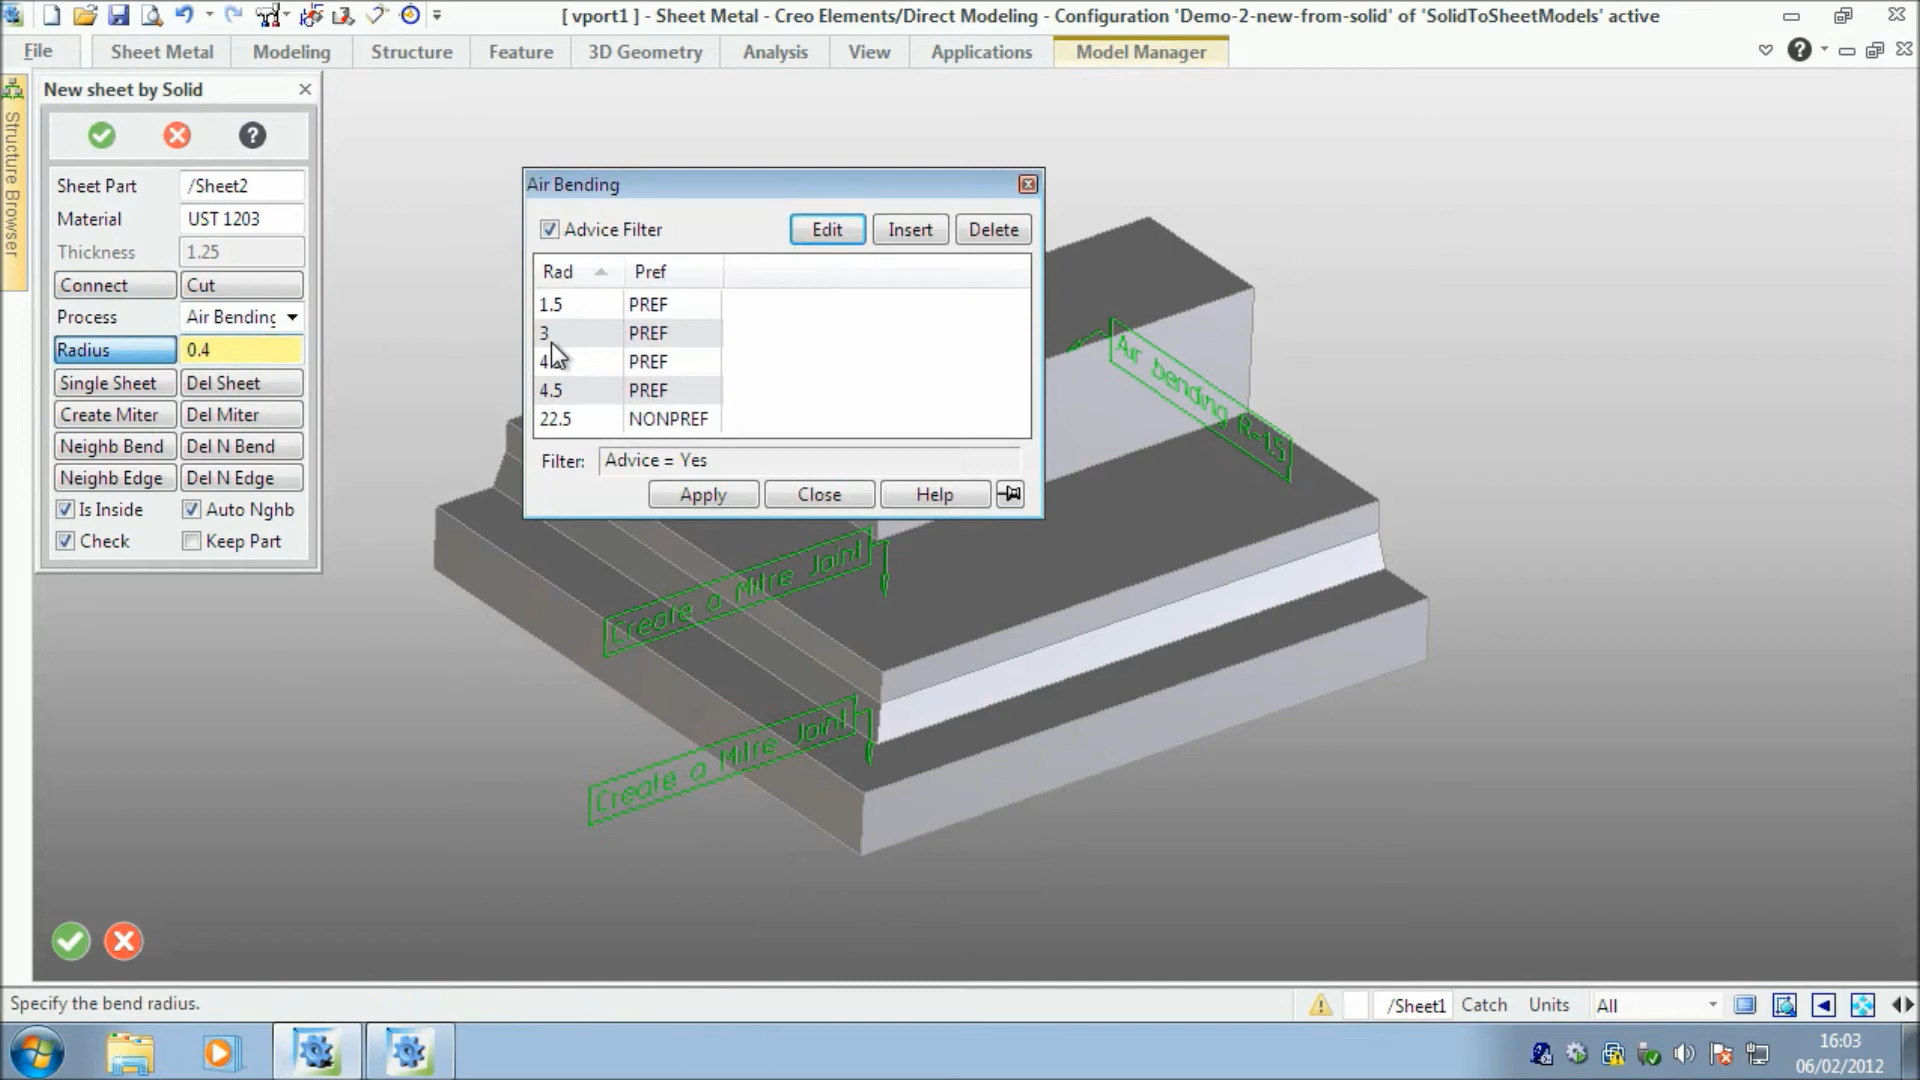 [ vport1 ] - Sheet Metal - Creo Elements/Direct Modeling - Configuration 'Demo-2-new-from-solid' of 'SolidToSheetModels' active
File Sheet Metal Modeling Structure Feature 3D Geometry Analysis View Applications Model Manager
Structure Browser
New sheet by Solid
Sheet Part /Sheet2
Material UST 1203
Thickness 1.25
Connect Cut
Process Air Bending
Radius 0.4
Single Sheet Del Sheet
Create Miter Del Miter
Neighb Bend Del N Bend
Neighb Edge Del N Edge
Is Inside Auto Nghb
Check Keep Part
Air Bending
Advice Filter Edit Insert Delete
Rad Pref
1.5 PREF
3 PREF
4 PREF
4.5 PREF
22.5 NONPREF
Filter: Advice = Yes
Apply Close Help
Air bending R=1.5
Create a Mitre Joint
Create a Mitre Joint
Specify the bend radius.
/Sheet1 Catch Units All
16:03
06/02/2012